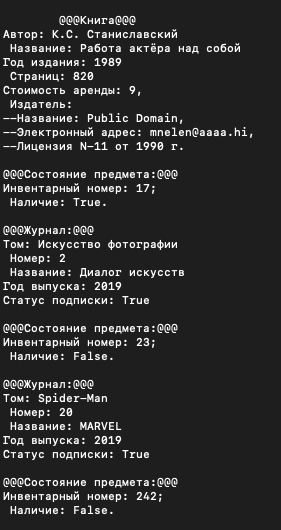 @@@Книга@@@
Автор: К.С. Станиславский
Название: Работа актёра над собой
Год издания: 1989
Страниц: 820
Стоимость аренды: 9,
Издатель:
——Название: Public Domain,
——Электронный адрес: mnelen@aaaa.hi,
——Лицензия N—11 от 1990 г.

@@@Состояние предмета:@@@
Инвентарный номер: 17;
Наличие: True.

@@@Журнал:@@@
Том: Искусство фотографии
Номер: 2
Название: Диалог искусств
Год выпуска: 2019
Статус подписки: True

@@@Состояние предмета:@@@
Инвентарный номер: 23;
Наличие: False.

@@@Журнал:@@@
Том: Spider—Man
Номер: 20
Название: MARVEL
Год выпуска: 2019
Статус подписки: True

@@@Состояние предмета:@@@
Инвентарный номер: 242;
Наличие: False.